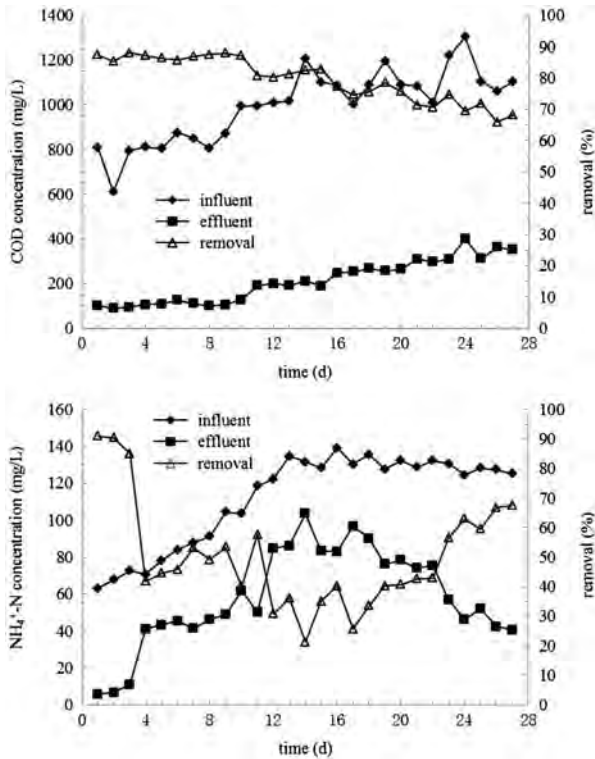 COD concentration (mg/L)
1400
1200
1000
800
600
400
200
0
influent
effluent
removal
100
90
80
70
60
50
40
30
20
10
0
removal (%)
0 4 8 12 16 20 24 28
time (d)
NH₄⁺-N concentration (mg/L)
160
140
120
100
80
60
40
20
0
influent
effluent
removal
100
90
80
70
60
50
40
30
20
10
0
removal (%)
0 4 8 12 16 20 24 28
time (d)